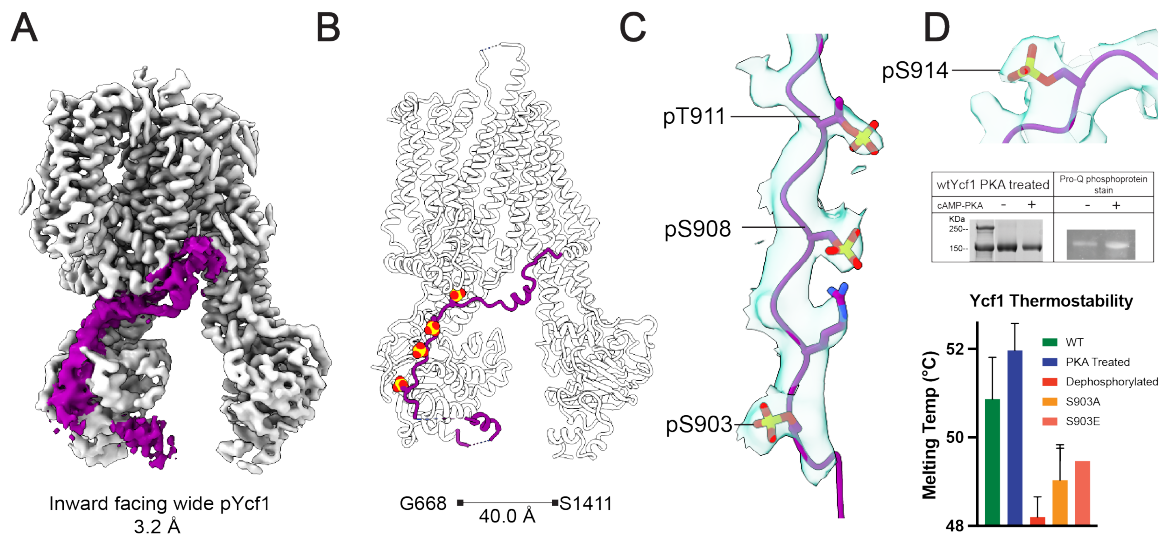 A
B
C
D
Inward facing wide pYcf1
3.2 Å
G668
S1411
40.0 Å
pT911
pS908
pS903
pS914
wtYcf1 PKA treated
Pro-Q phosphoprotein
stain
cAMP-PKA - +
- +
KDa
250--
150--
Ycf1 Thermostability
Melting Temp (°C)
52
50
48
WT
PKA Treated
Dephosphorylated
S903A
S903E